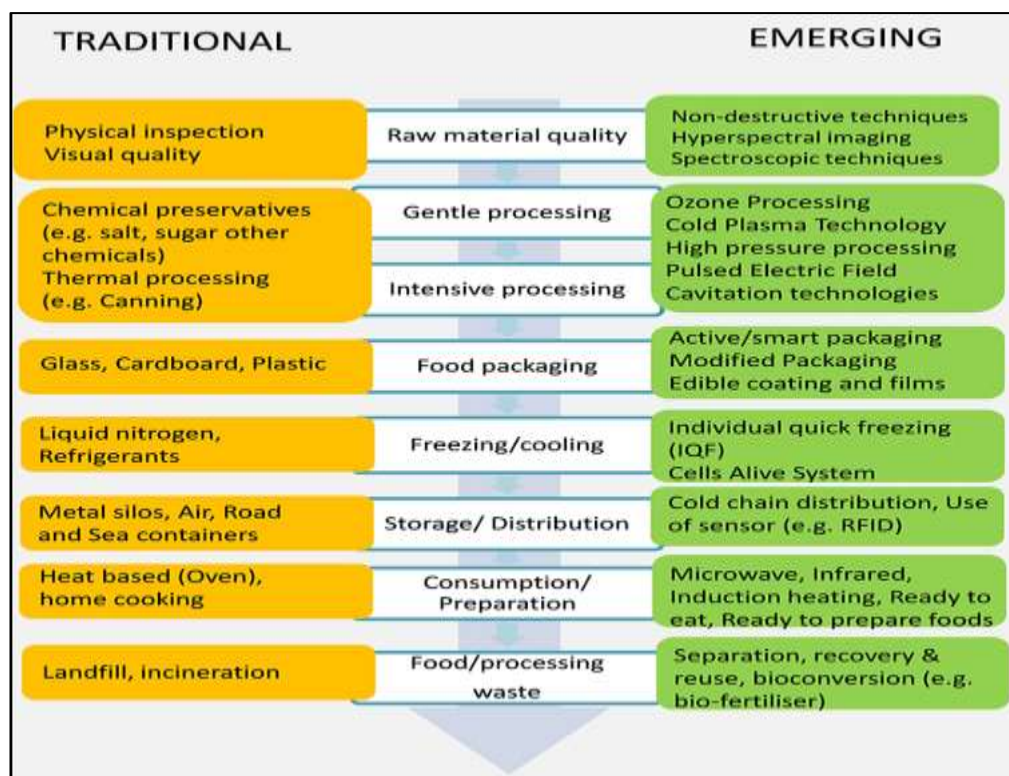 TRADITIONAL
EMERGING
Physical inspection
Visual quality
Raw material quality
Non-destructive techniques
Hyperspectral imaging
Spectroscopic techniques
Chemical preservatives
(e.g. salt, sugar other
chemicals)
Thermal processing
(e.g. Canning)
Gentle processing
Intensive processing
Ozone Processing
Cold Plasma Technology
High pressure processing
Pulsed Electric Field
Cavitation technologies
Glass, Cardboard, Plastic
Food packaging
Active/smart packaging
Modified Packaging
Edible coating and films
Liquid nitrogen,
Refrigerants
Freezing/cooling
Individual quick freezing
(IQF)
Cells Alive System
Metal silos, Air, Road
and Sea containers
Storage/ Distribution
Cold chain distribution, Use
of sensor (e.g. RFID)
Heat based (Oven),
home cooking
Consumption/
Preparation
Microwave, Infrared,
Induction heating, Ready to
eat, Ready to prepare foods
Landfill, incineration
Food/processing
waste
Separation, recovery &
reuse, bioconversion (e.g.
bio-fertiliser)